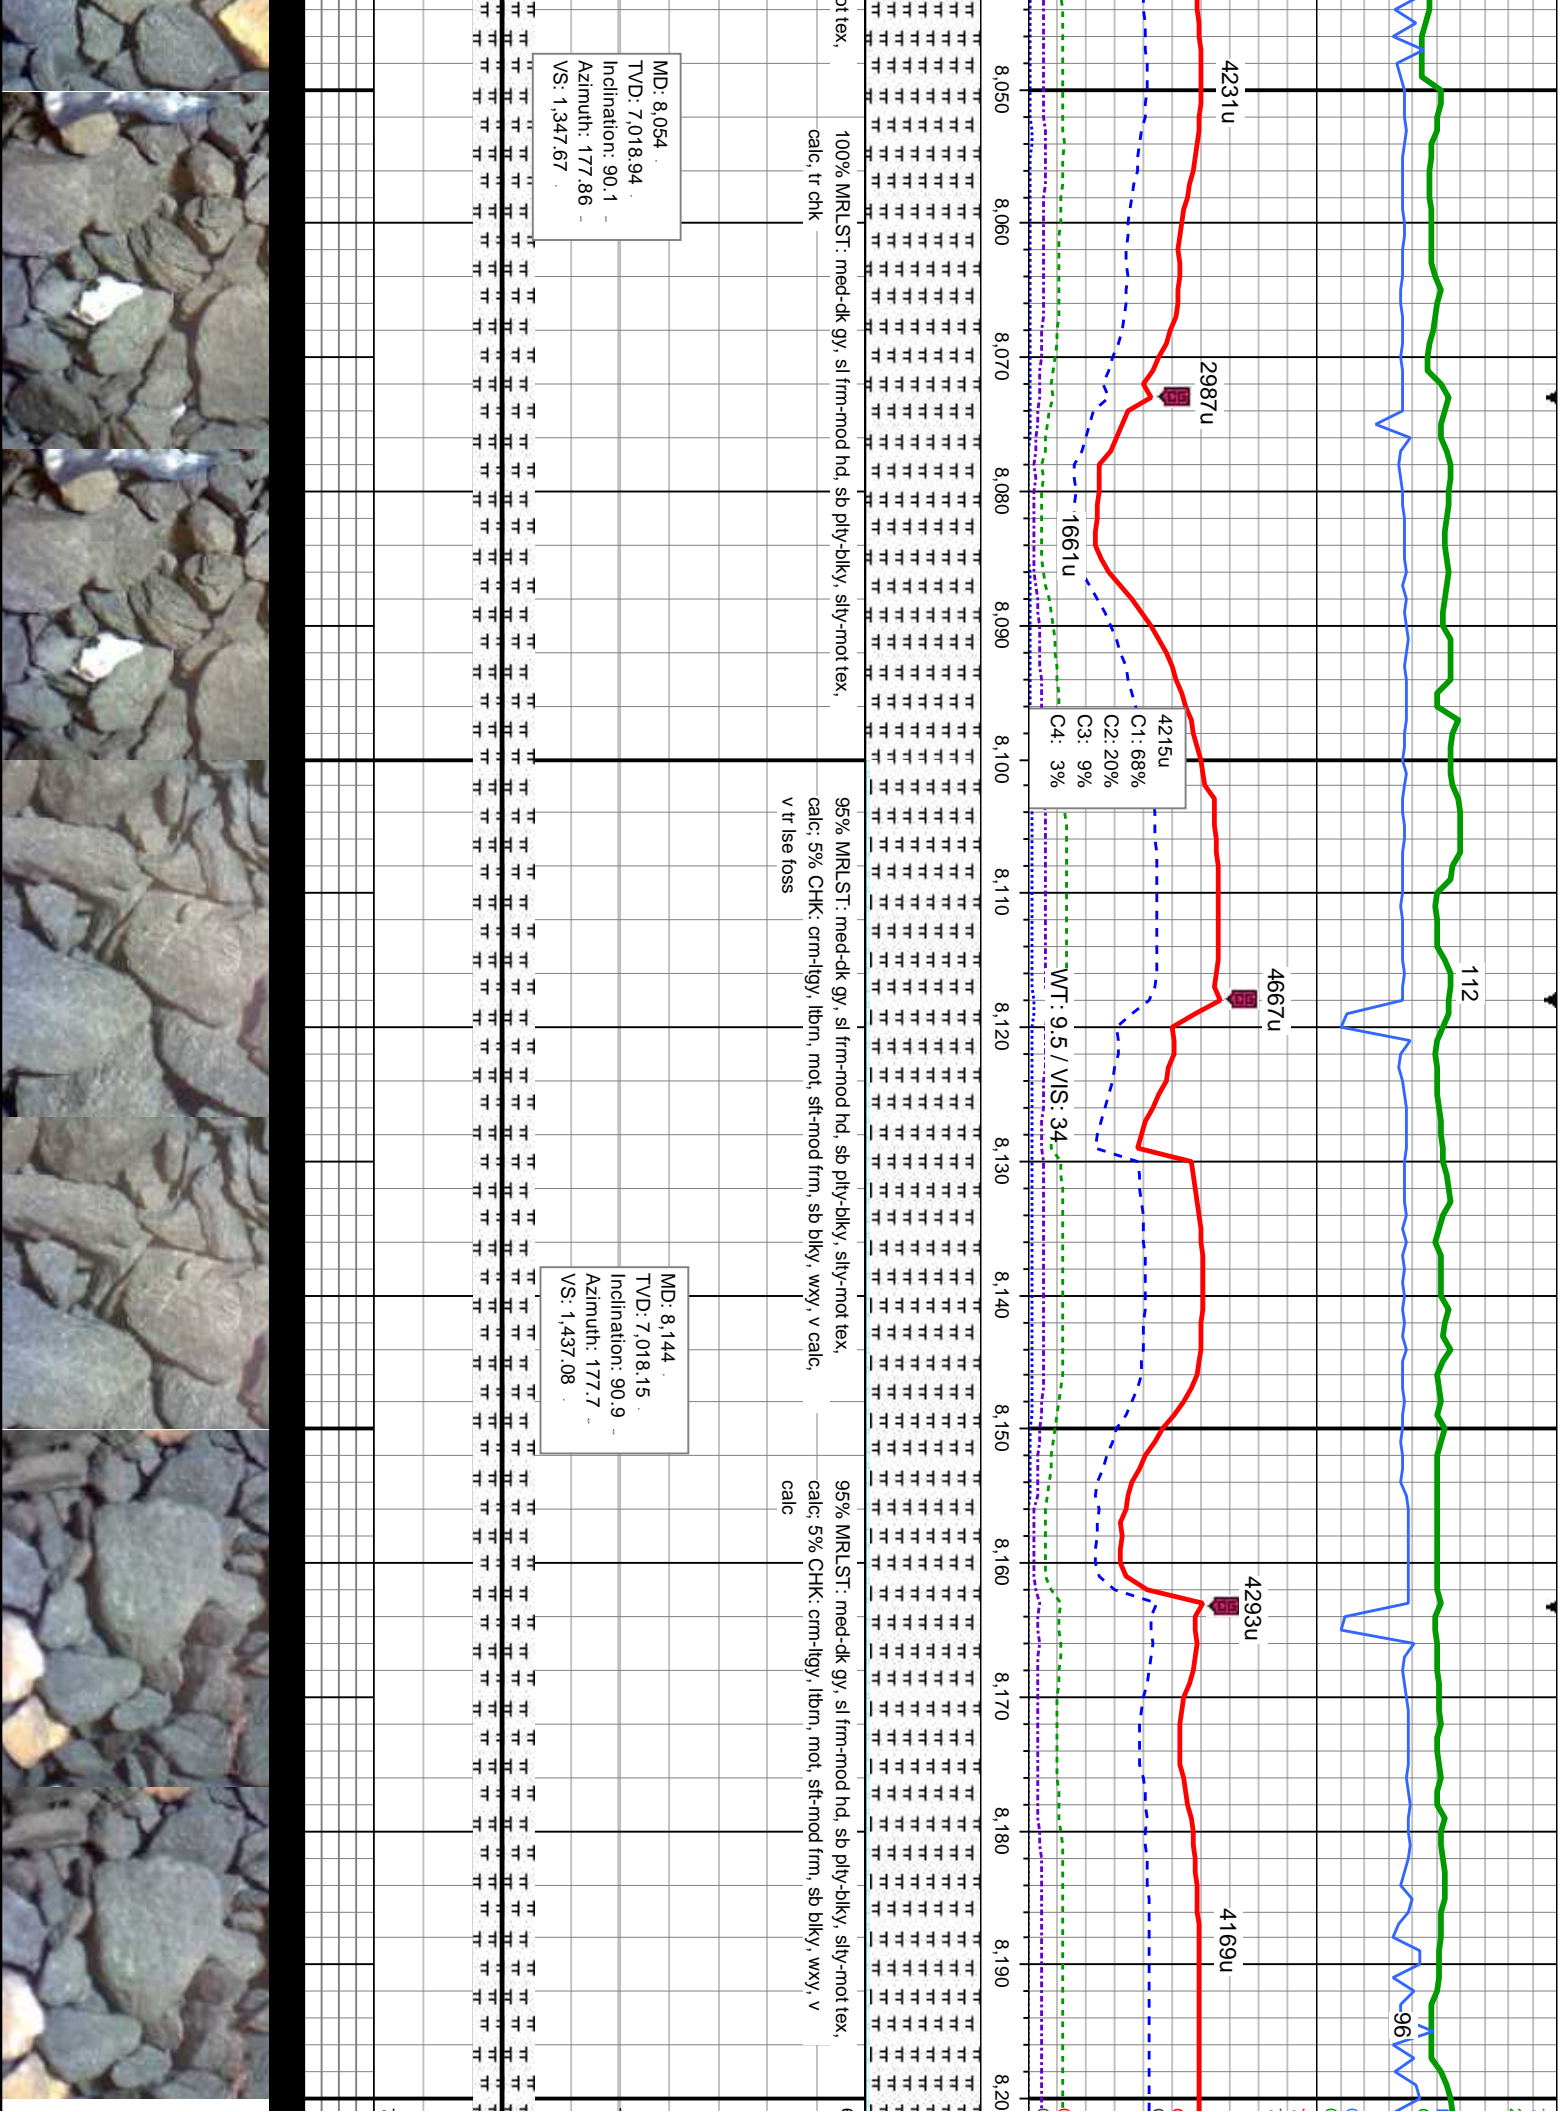 ot tex,
MD: 8,054
TVD: 7,018.94
Inclination: 90.1
Azimuth: 177.86
VS: 1,347.67
100% MRLST: med-dk gy, sl frm-mod hd, sb plty-blky, slty-mot tex,
calc, tr chk
95% MRLST: med-dk gy, sl frm-mod hd, sb plty-blky, slty-mot tex,
calc; 5% CHK: crm-ltgy, ltbrn, mot, sft-mod frm, sb blky, wxy, v calc,
v tr lse foss
MD: 8,144
TVD: 7,018.15
Inclination: 90.9
Azimuth: 177.7
VS: 1,437.08
95% MRLST: med-dk gy, sl frm-mod hd, sb plty-blky, slty-mot tex,
calc; 5% CHK: crm-ltgy, ltbrn, mot, sft-mod frm, sb blky, wxy, v
calc
8,050
8,060
8,070
8,080
8,090
8,100
8,110
8,120
8,130
8,140
8,150
8,160
8,170
8,180
8,190
8,20
4231u
2987u
1661u
4215u
C1: 68%
C2: 20%
C3: 9%
C4: 3%
WT: 9.5 / VIS: 34
4667u
112
4293u
4169u
96